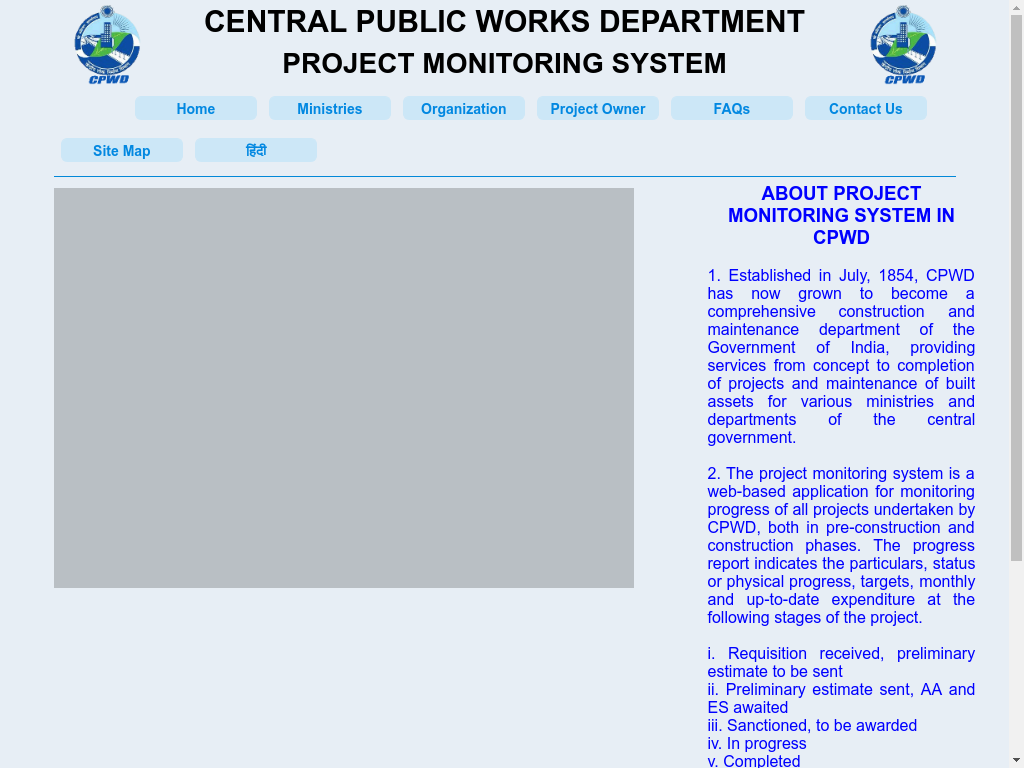 CENTRAL PUBLIC WORKS DEPARTMENT
PROJECT MONITORING SYSTEM
CPWD
CPWD
Home
Ministries
Organization
Project Owner
FAQs
Contact Us
Site Map
हिंदी
ABOUT PROJECT
MONITORING SYSTEM IN
CPWD
1. Established in July, 1854, CPWD
has now grown to become a
comprehensive construction and
maintenance department of the
Government of India, providing
services from concept to completion
of projects and maintenance of built
assets for various ministries and
departments of the central
government.
2. The project monitoring system is a
web-based application for monitoring
progress of all projects undertaken by
CPWD, both in pre-construction and
construction phases. The progress
report indicates the particulars, status
or physical progress, targets, monthly
and up-to-date expenditure at the
following stages of the project.
i. Requisition received, preliminary
estimate to be sent
ii. Preliminary estimate sent, AA and
ES awaited
iii. Sanctioned, to be awarded
iv. In progress
v. Completed